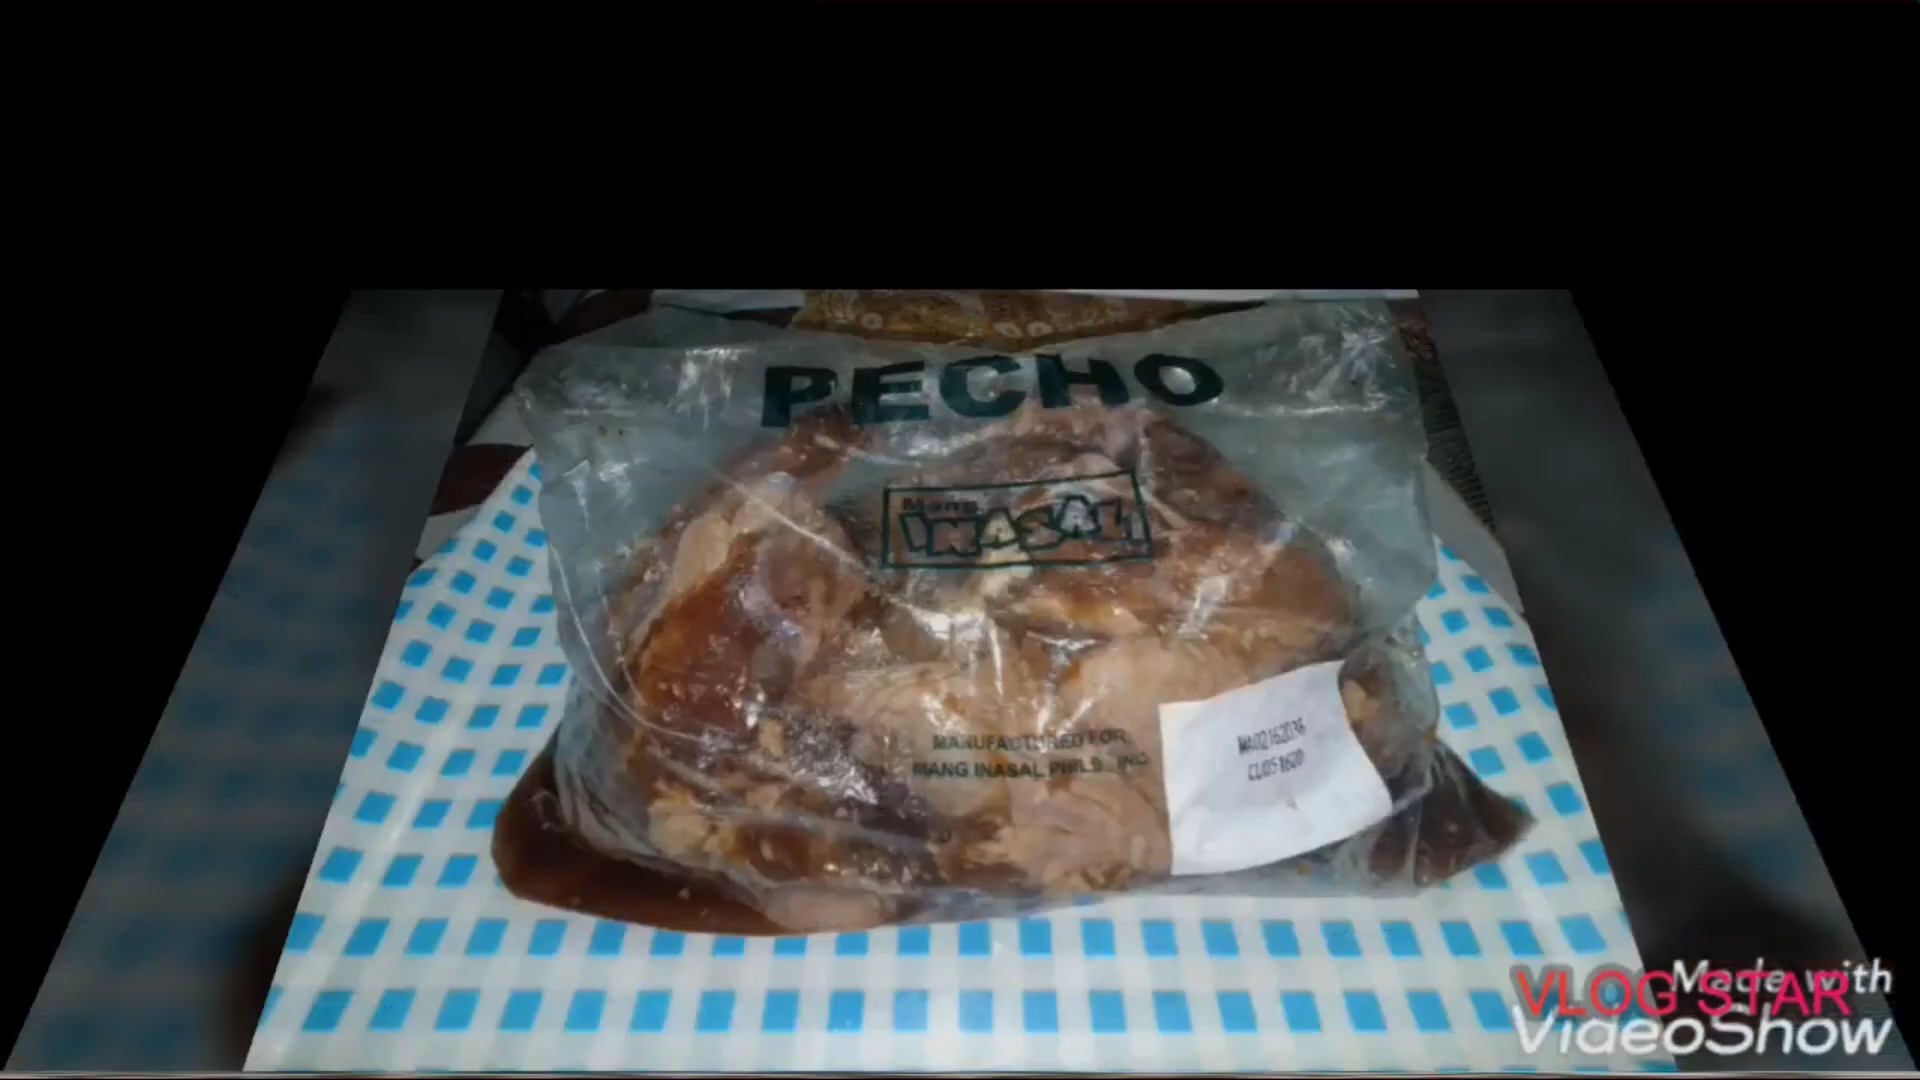 PECHO
Mang
INASAL
MANUFACTURED FOR
MANG INASAL PHILS., INC
Made with
VLOG STAR
VideoShow